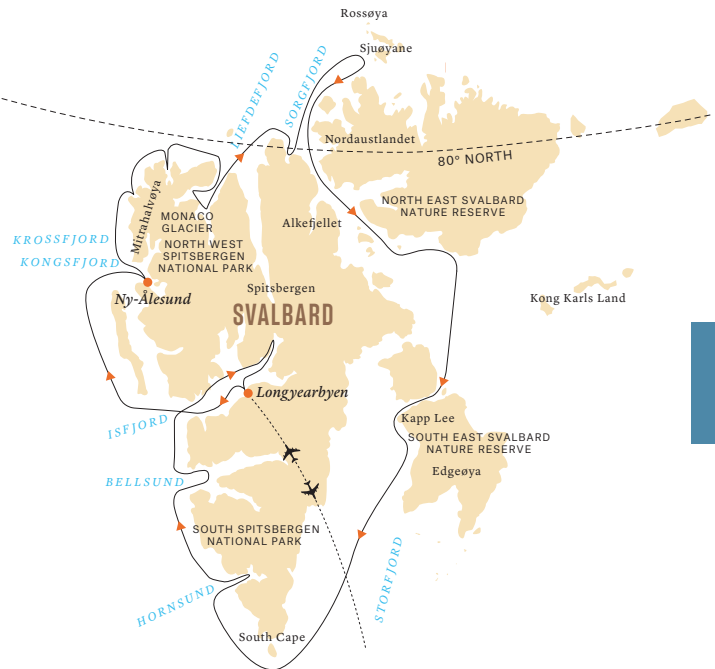 Rossøya
Sjuøyane
LIEFDEFJORD
SORGFJORD
Nordaustlandet
80° NORTH
Mitrahalvøya
MONACO
GLACIER
NORTH EAST SVALBARD
NATURE RESERVE
Alkefjellet
KROSSFJORD
KONGSFJORD
NORTH WEST
SPITSBERGEN
NATIONAL PARK
Ny-Ålesund
Spitsbergen
SVALBARD
Kong Karls Land
Longyearbyen
ISFJORD
Kapp Lee
SOUTH EAST SVALBARD
NATURE RESERVE
Edgeøya
BELLSUND
SOUTH SPITSBERGEN
NATIONAL PARK
STORFJORD
HORNSUND
South Cape